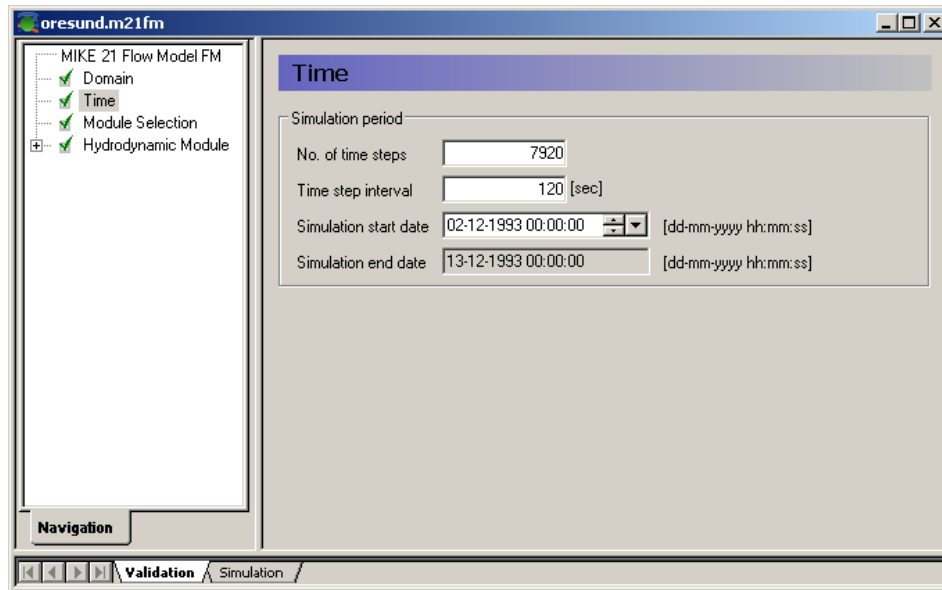 oresund.m21fm
MIKE 21 Flow Model FM
Domain
Time
Module Selection
Hydrodynamic Module
Navigation
Time
Simulation period
No. of time steps 7920
Time step interval 120 [sec]
Simulation start date 02-12-1993 00:00:00 [dd-mm-yyyy hh:mm:ss]
Simulation end date 13-12-1993 00:00:00 [dd-mm-yyyy hh:mm:ss]
Validation Simulation